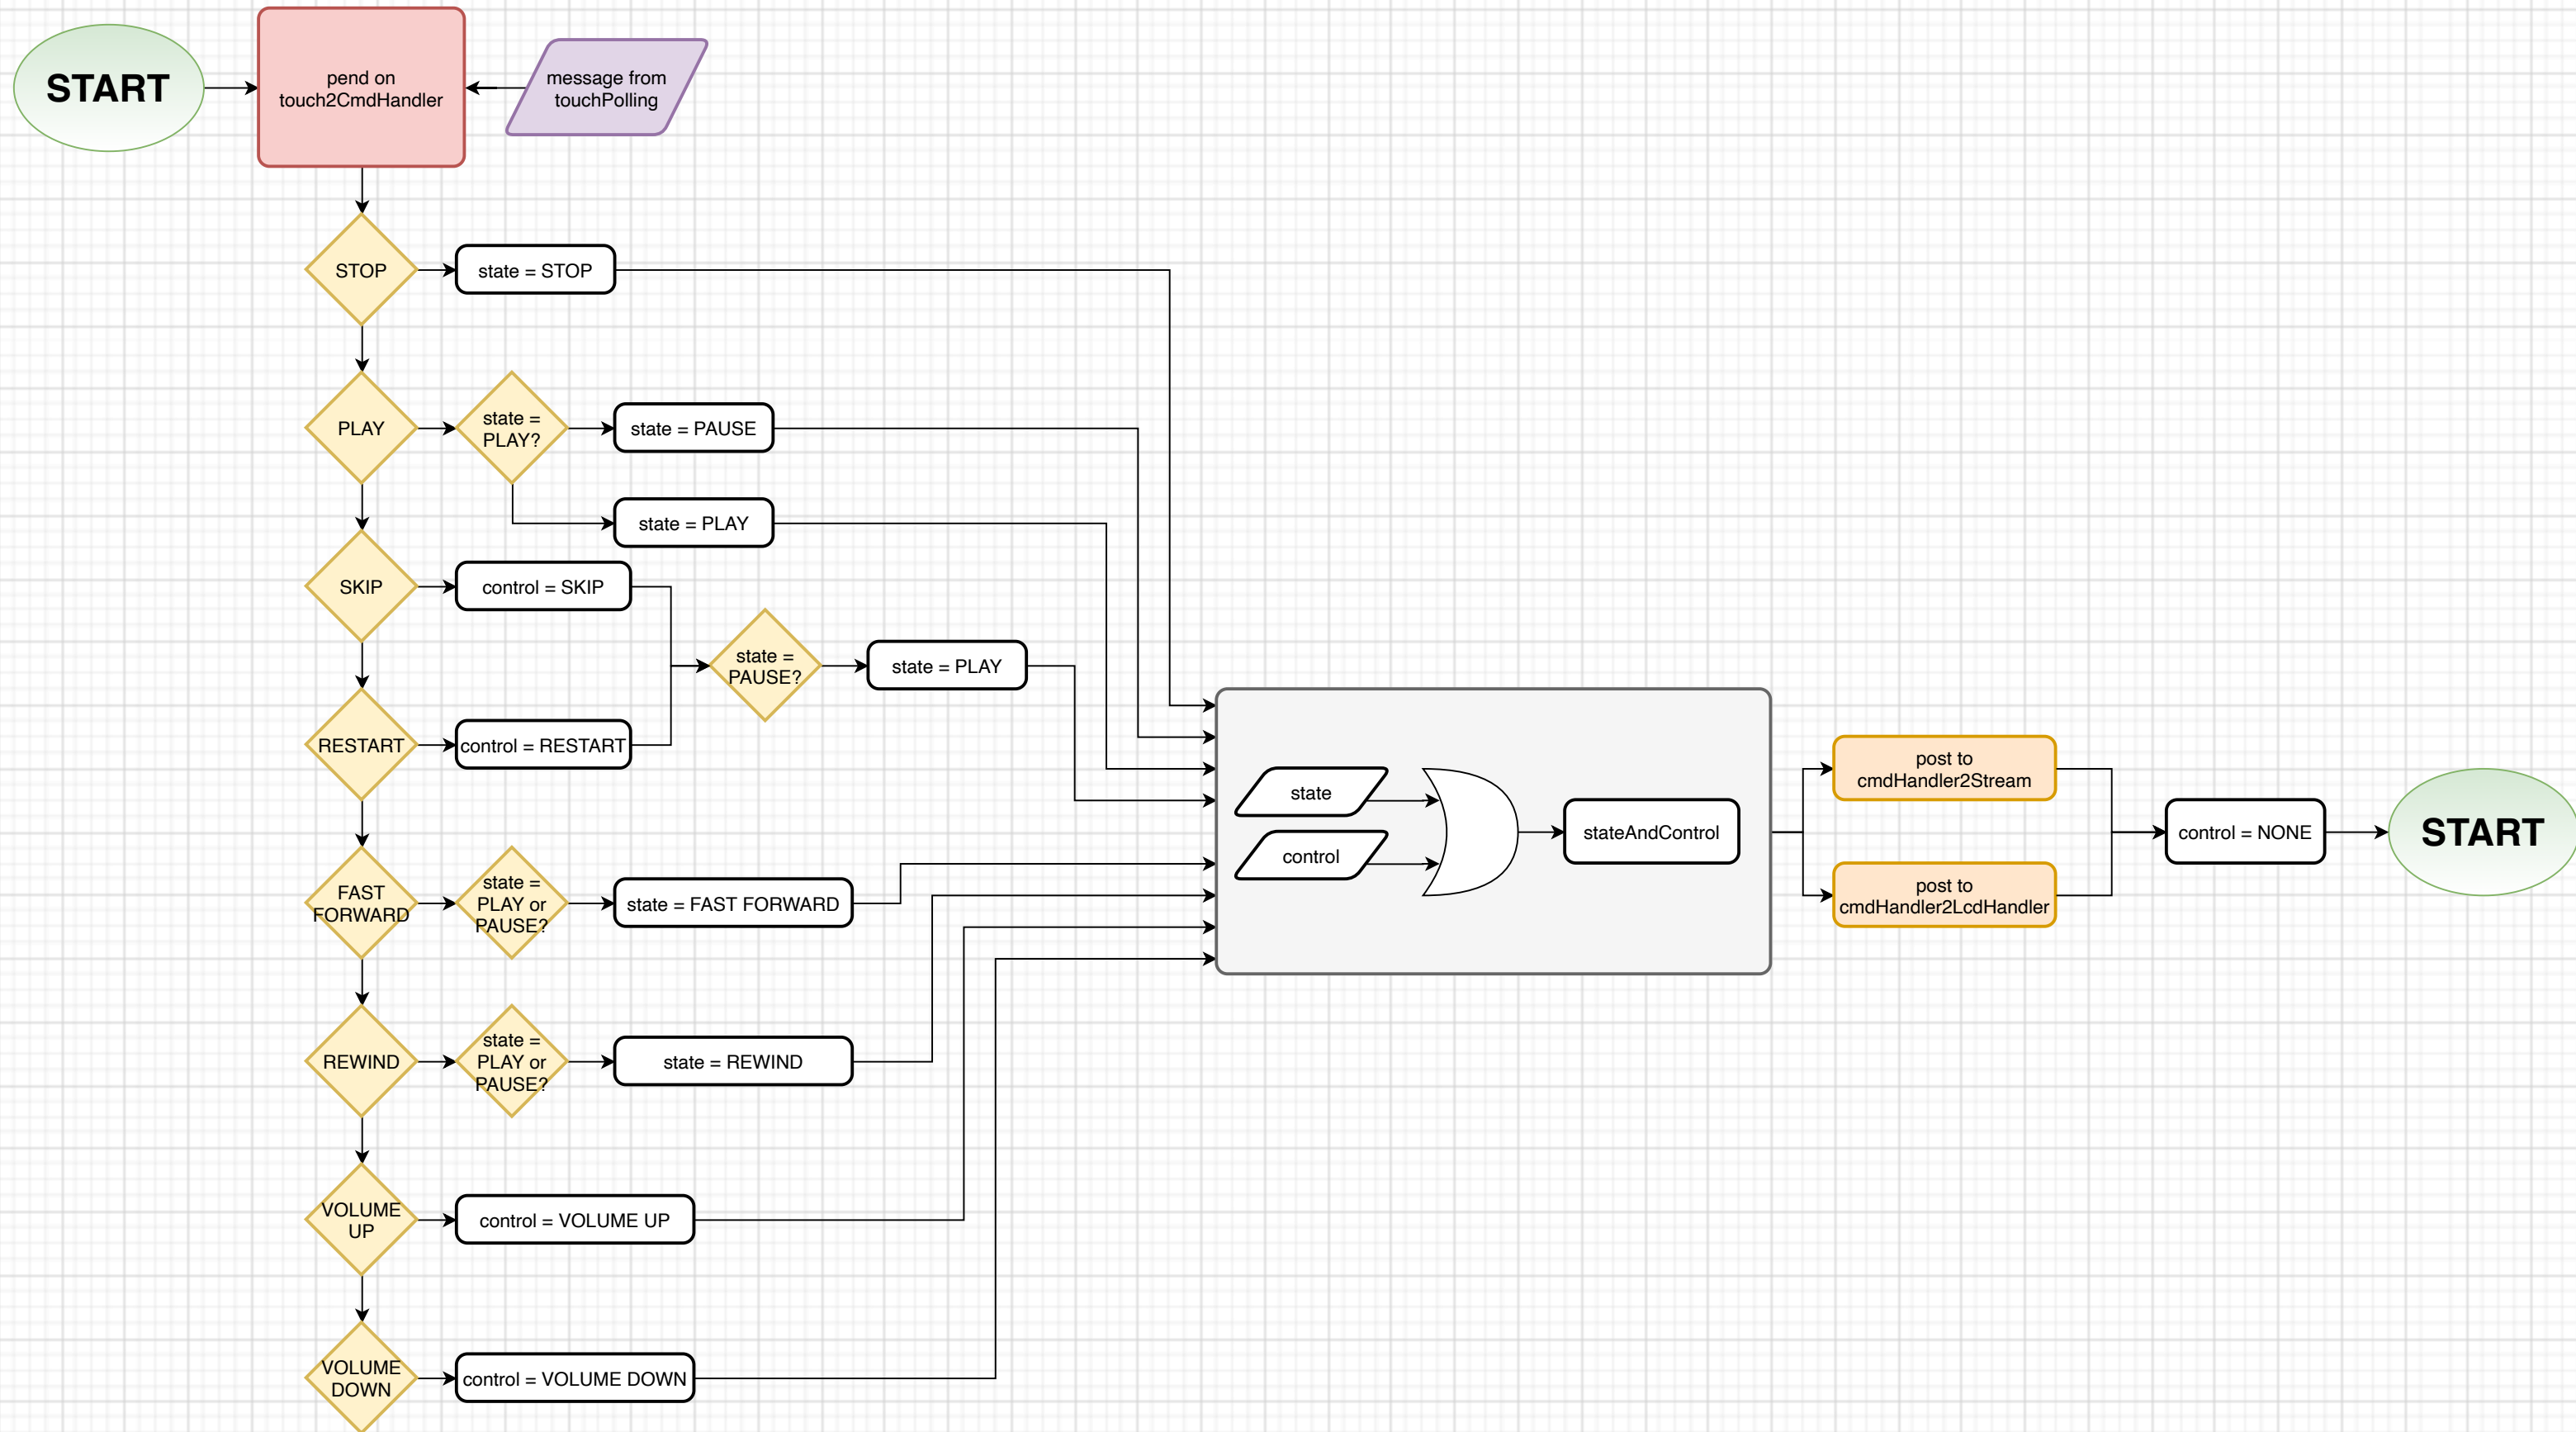 START
pend on
touch2CmdHandler
message from
touchPolling
STOP
state = STOP
PLAY
state =
PLAY?
state = PAUSE
state = PLAY
SKIP
control = SKIP
state =
PAUSE?
state = PLAY
RESTART
control = RESTART
FAST
FORWARD
state =
PLAY or
PAUSE?
state = FAST FORWARD
REWIND
state =
PLAY or
PAUSE?
state = REWIND
VOLUME
UP
control = VOLUME UP
VOLUME
DOWN
control = VOLUME DOWN
state
control
stateAndControl
post to
cmdHandler2Stream
post to
cmdHandler2LcdHandler
control = NONE
START